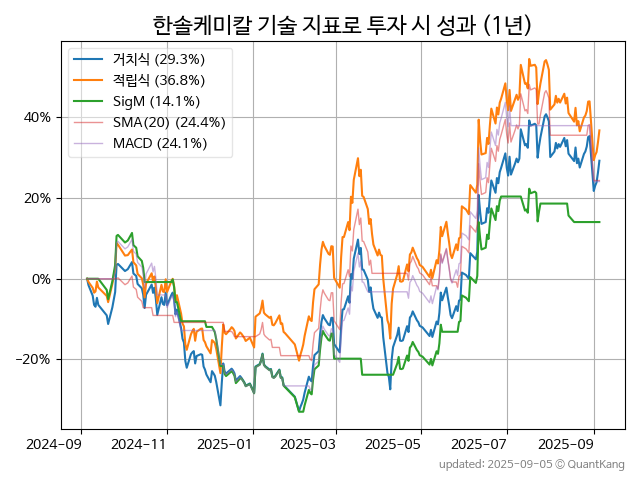 한솔케미칼 기술 지표로 투자 시 성과 (1년)
거치식 (29.3%)
적립식 (36.8%)
SigM (14.1%)
SMA(20) (24.4%)
MACD (24.1%)
40%
20%
0%
−20%
2024-09
2024-11
2025-01
2025-03
2025-05
2025-07
2025-09
updated: 2025-09-05 © QuantKang